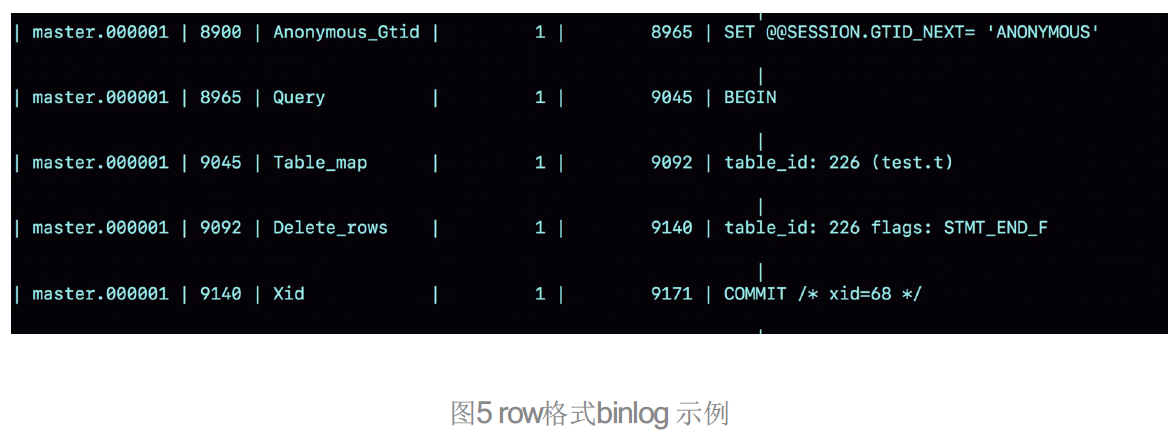 | master.000001 | 8900 | Anonymous_Gtid | 1 | 8965 | SET @@SESSION.GTID_NEXT= 'ANONYMOUS'
|
| master.000001 | 8965 | Query | 1 | 9045 | BEGIN
|
| master.000001 | 9045 | Table_map | 1 | 9092 | table_id: 226 (test.t)
|
| master.000001 | 9092 | Delete_rows | 1 | 9140 | table_id: 226 flags: STMT_END_F
|
| master.000001 | 9140 | Xid | 1 | 9171 | COMMIT /* xid=68 */
图5 row格式binlog 示例